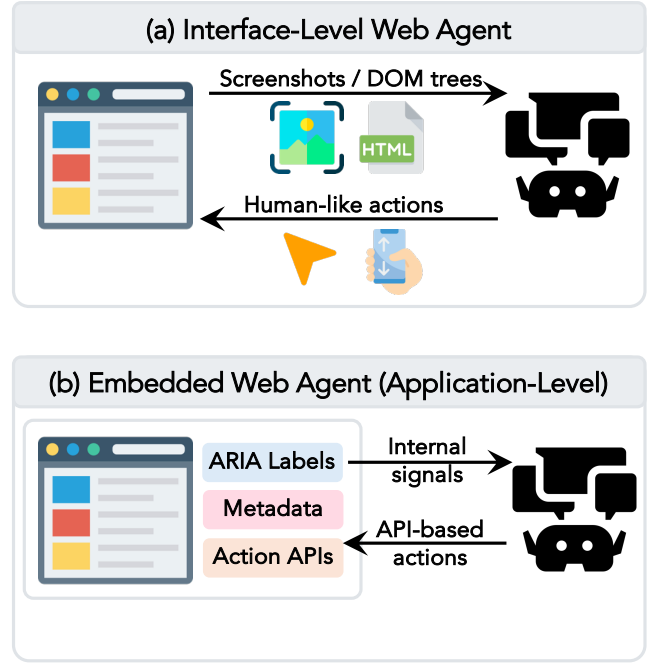 (a) Interface-Level Web Agent
Screenshots / DOM trees
HTML
Human-like actions
(b) Embedded Web Agent (Application-Level)
ARIA Labels
Metadata
Action APIs
Internal
signals
API-based
actions